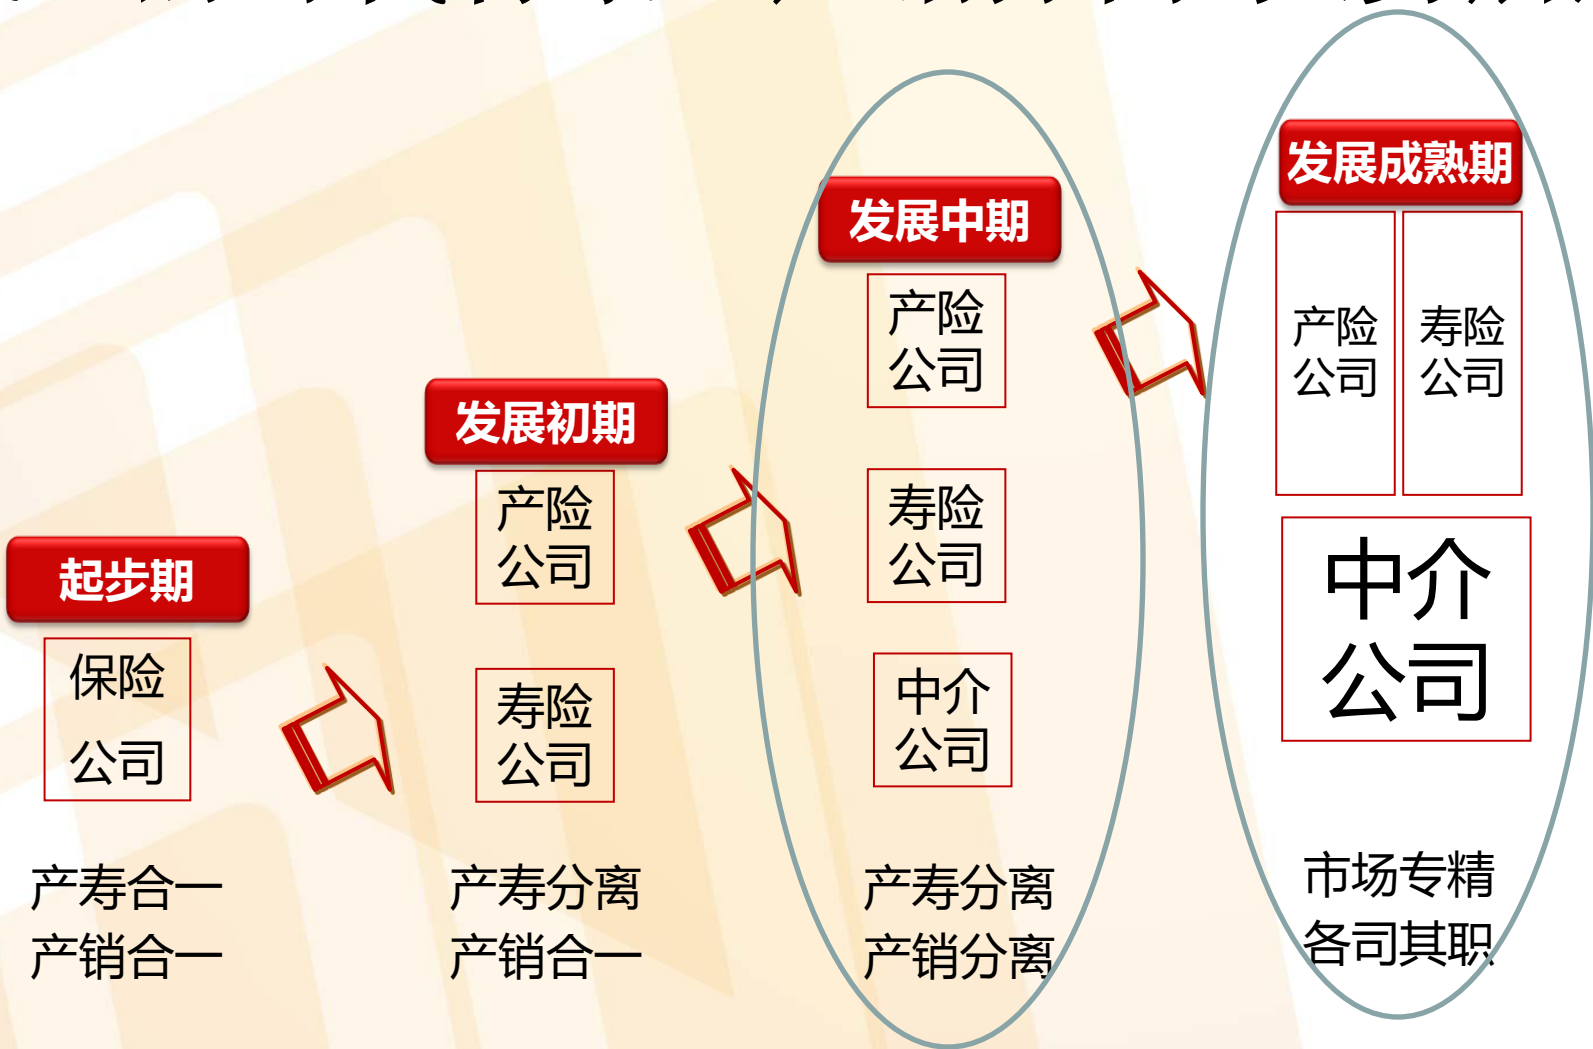 起步期
保险
公司
产寿合一
产销合一
发展初期
产险
公司
寿险
公司
产寿分离
产销合一
发展中期
产险
公司
寿险
公司
中介
公司
产寿分离
产销分离
发展成熟期
产险
公司
寿险
公司
中介
公司
市场专精
各司其职